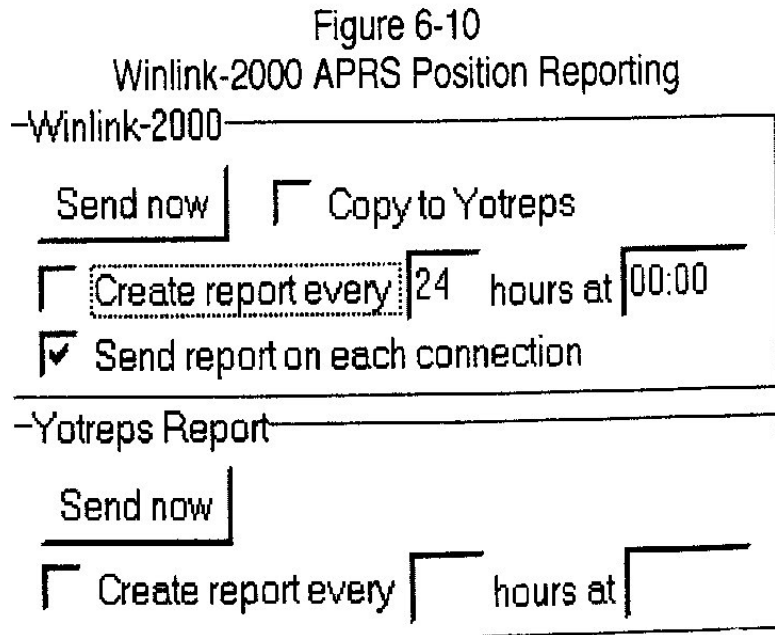 Figure 6-10
Winlink-2000 APRS Position Reporting
Winlink-2000
Send now Copy to Yotreps
Create report every 24 hours at 00:00
Send report on each connection
Yotreps Report
Send now
Create report every hours at